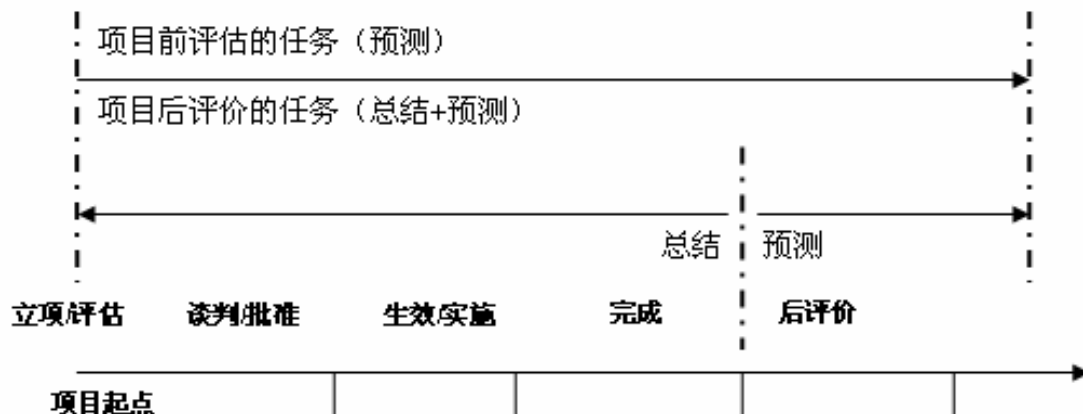 项目前评估的任务（预测）
项目后评价的任务（总结+预测）
总结 预测
立项/评估 谈判/批准 生效/实施 完成 后评价
项目起点